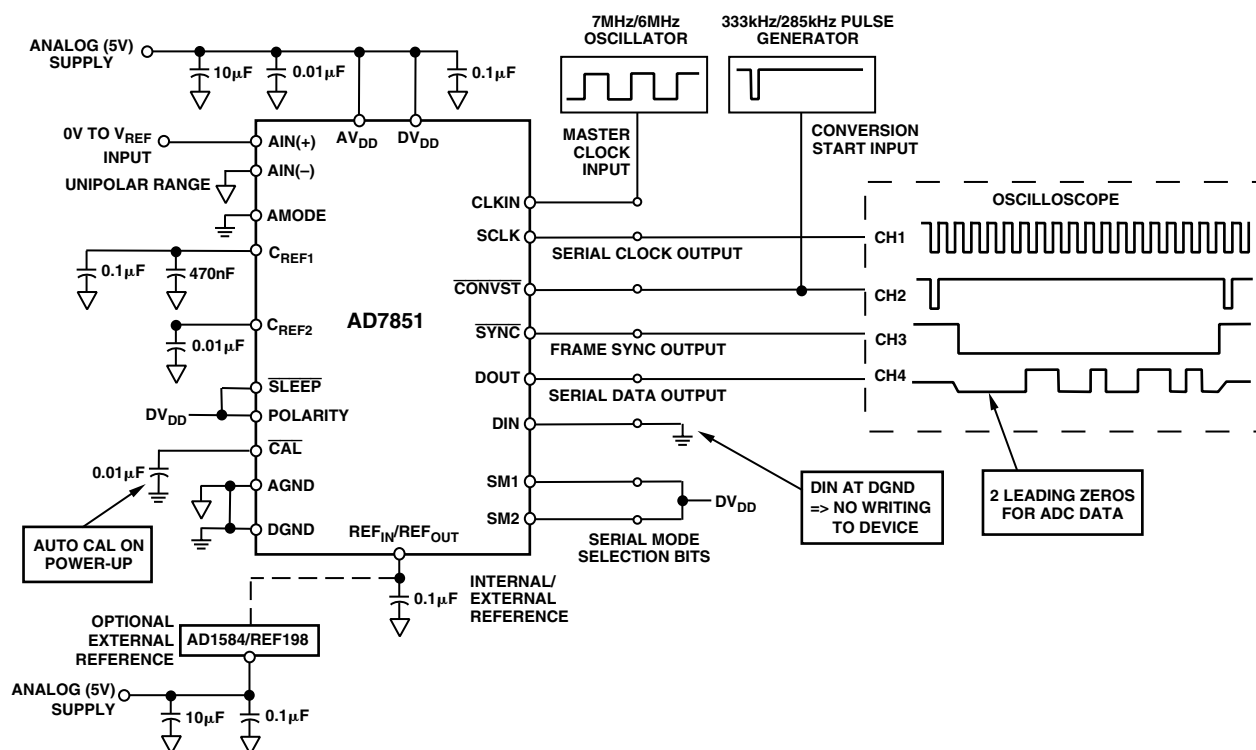 7MHz/6MHz
OSCILLATOR
333kHz/285kHz PULSE
GENERATOR
ANALOG (5V)
SUPPLY
10µF
0.01µF
0.1µF
0V TO VREF
INPUT
AIN(+)
AVDD
DVDD
MASTER
CLOCK
INPUT
CONVERSION
START INPUT
UNIPOLAR RANGE
AIN(–)
AMODE
CREF1
0.1µF
470nF
CREF2
0.01µF
AD7851
CLKIN
SCLK
SERIAL CLOCK OUTPUT
CONVST
SYNC
FRAME SYNC OUTPUT
DOUT
SERIAL DATA OUTPUT
DIN
SM1
SM2
DVDD
SERIAL MODE
SELECTION BITS
OSCILLOSCOPE
CH1
CH2
CH3
CH4
SLEEP
DVDD
POLARITY
CAL
0.01µF
AGND
DGND
AUTO CAL ON
POWER-UP
DIN AT DGND
=> NO WRITING
TO DEVICE
2 LEADING ZEROS
FOR ADC DATA
REFIN/REFOUT
0.1µF
INTERNAL/
EXTERNAL
REFERENCE
OPTIONAL
EXTERNAL
REFERENCE
AD1584/REF198
ANALOG (5V)
SUPPLY
10µF
0.1µF